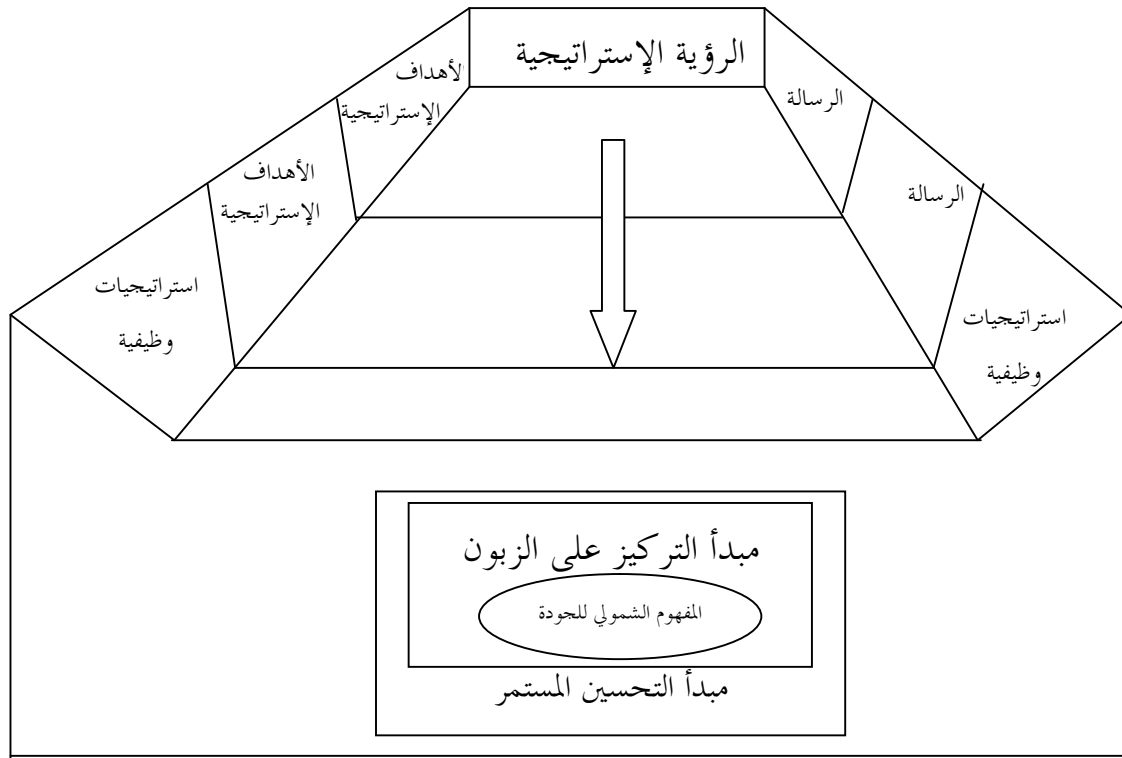 الرؤية الإستراتيجية
الرسالة
الأهداف
الإستراتيجية
الرسالة
الأهداف
الإستراتيجية
استراتيجيات
وظيفية
استراتيجيات
وظيفية
مبدأ التركيز على الزبون
المفهوم الشمولي للجودة
مبدأ التحسين المستمر